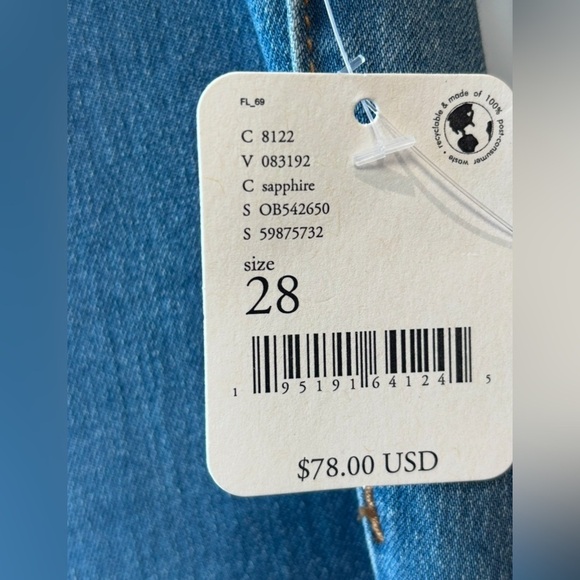 FL_69
recyclable & made of 100% post-consumer waste •
C 8122
V 083192
C sapphire
S OB542650
S 59875732
size
28
1 95191 64124 5
$78.00 USD